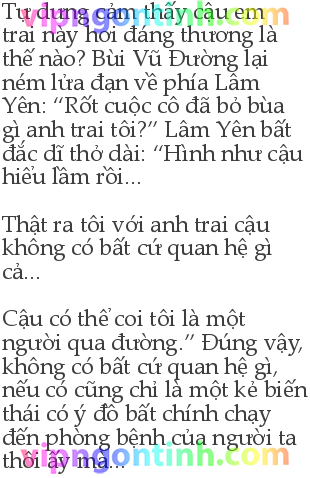 Tự dưng cảm thấy cậu em
trai này hơi đáng thương là
thế nào? Bùi Vũ Đường lại
ném lửa đạn về phía Lâm
Yên: “Rốt cuộc cô đã bỏ bùa
gì anh trai tôi?” Lâm Yên bất
đắc dĩ thở dài: “Hình như cậu
hiểu lầm rồi...
Thật ra tôi với anh trai cậu
không có bất cứ quan hệ gì
cả...
Cậu có thể coi tôi là một
người qua đường.” Đúng vậy,
không có bất cứ quan hệ gì,
nếu có cũng chỉ là một kẻ biến
thái có ý đồ bất chính chạy
đến phòng bệnh của người ta
thôi ấy mà...
vipngontinh.com
vipngontinh.com